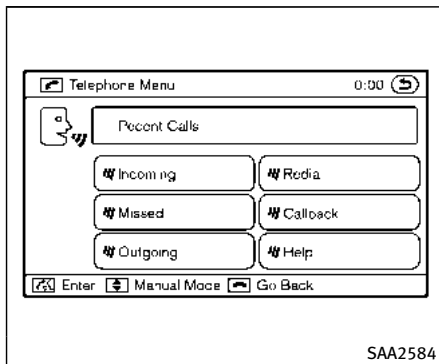 Telephone Menu 0:00
Recent Calls
Incoming Redial
Missed Callback
Outgoing Help
Enter Manual Mode Go Back
SAA2584